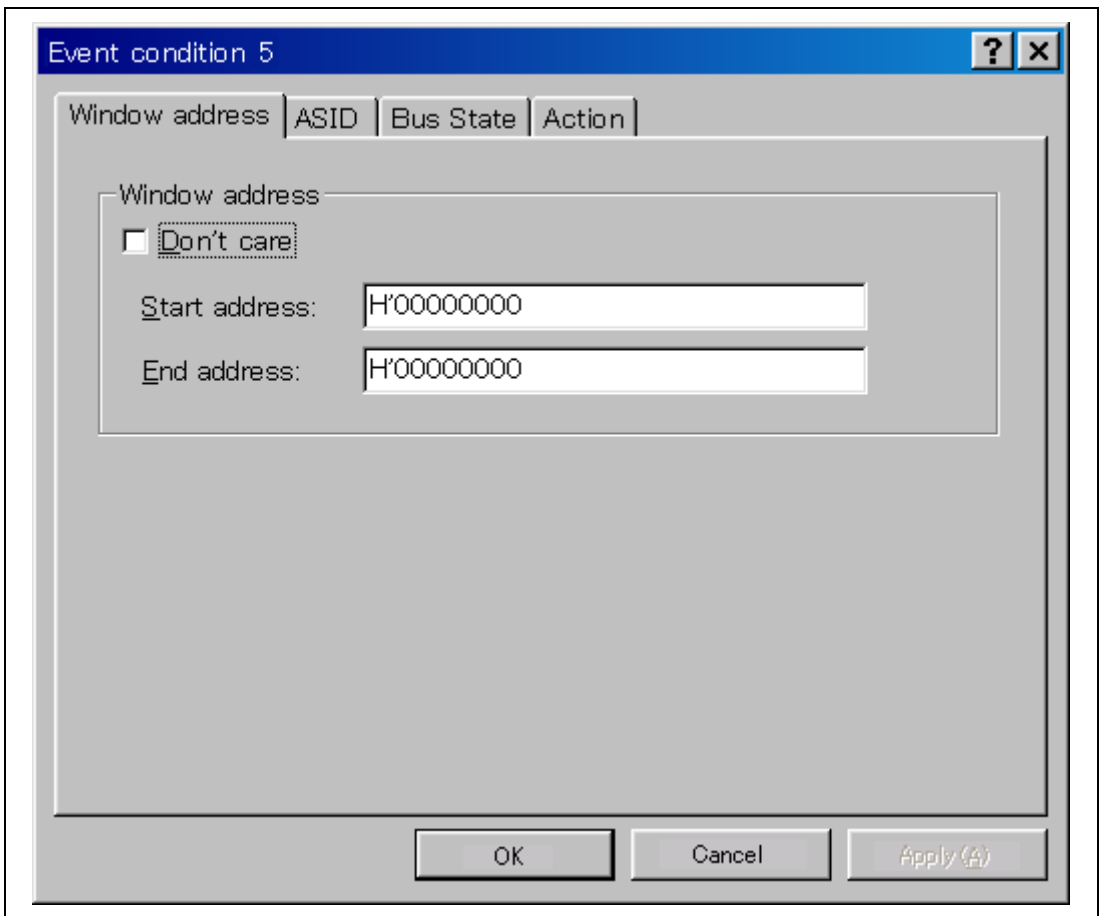 Event condition 5
Window address ASID Bus State Action
Window address
Don't care
Start address: H'00000000
End address: H'00000000
OK Cancel Apply(A)